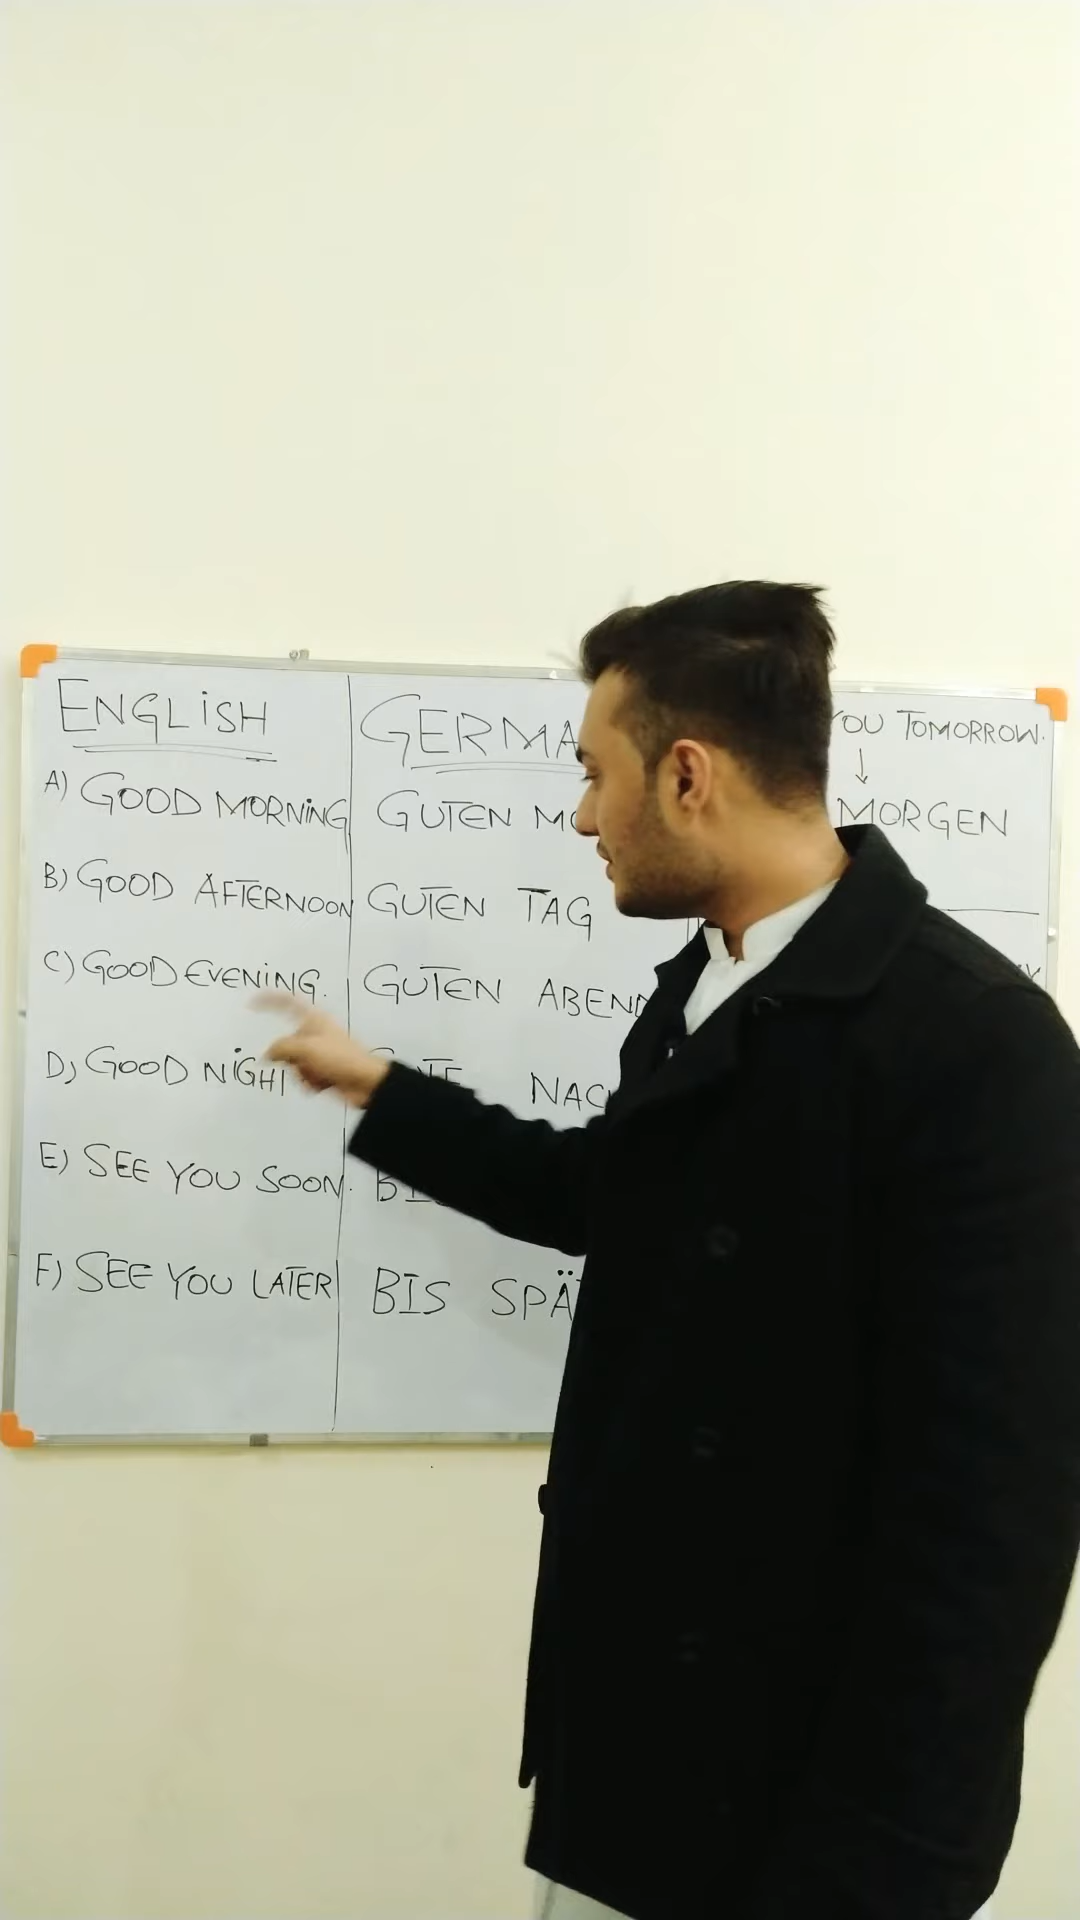 ENGLISH
A) GOOD MORNING
B) GOOD AFTERNOON
C) GOOD EVENING.
D) GOOD NIGHT
E) SEE YOU SOON.
F) SEE YOU LATER
GERMA
GUTEN MO
GUTEN TAG
GUTEN ABEND
NAC
BIS SPÄ
YOU TOMORROW.
↓
MORGEN